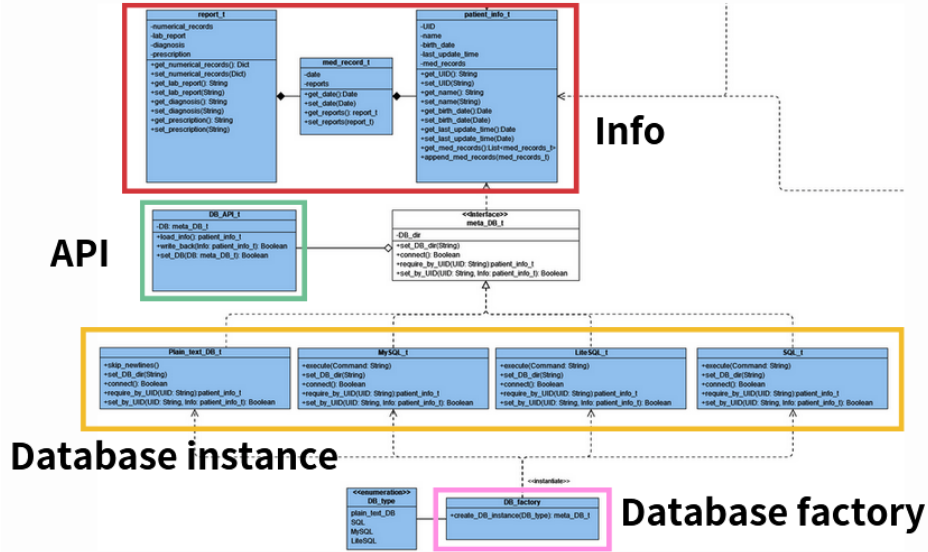 report_t
-numerical_records
-lab_report
-diagnosis
-prescription
+get_numerical_records(): Dict
+set_numerical_records(Dict)
+get_lab_report(): String
+set_lab_report(String)
+get_diagnosis(): String
+set_diagnosis(String)
+get_prescription(): String
+set_prescription(String)
med_record_t
-date
-reports
+get_date():Date
+set_date(Date)
+get_reports(): report_t
+set_reports(report_t)
patient_info_t
-UID
-name
-birth_date
-last_update_time
-med_records
+get_UID(): String
+set_UID(String)
+get_name(): String
+set_name(String)
+get_birth_date():Date
+set_birth_date(Date)
+get_last_update_time():Date
+set_last_update_time(Date)
+get_med_records():List<med_records_t>
+append_med_records(med_records_t)
Info
API
DB_API_t
-DB: meta_DB_t
+load_info(): patient_info_t
+write_back(Info: patient_info_t): Boolean
+set_DB(DB: meta_DB_t): Boolean
<<Interface>>
meta_DB_t
-DB_dir
+set_DB_dir(String)
+connect(): Boolean
+require_by_UID(UID: String):patient_info_t
+set_by_UID(UID: String, Info: patient_info_t): Boolean
Plain_text_DB_t
+skip_newlines()
+set_DB_dir(String)
+connect(): Boolean
+require_by_UID(UID: String):patient_info_t
+set_by_UID(UID: String, Info: patient_info_t): Boolean
MySQL_t
+execute(Command: String)
+set_DB_dir(String)
+connect(): Boolean
+require_by_UID(UID: String):patient_info_t
+set_by_UID(UID: String, Info: patient_info_t): Boolean
LiteSQL_t
+execute(Command: String)
+set_DB_dir(String)
+connect(): Boolean
+require_by_UID(UID: String):patient_info_t
+set_by_UID(UID: String, Info: patient_info_t): Boolean
SQL_t
+execute(Command: String)
+set_DB_dir(String)
+connect(): Boolean
+require_by_UID(UID: String):patient_info_t
+set_by_UID(UID: String, Info: patient_info_t): Boolean
Database instance
<<instantiate>>
<<enumeration>>
DB_type
plain_text_DB
SQL
MySQL
LiteSQL
DB_factory
+create_DB_instance(DB_type): meta_DB_t
Database factory